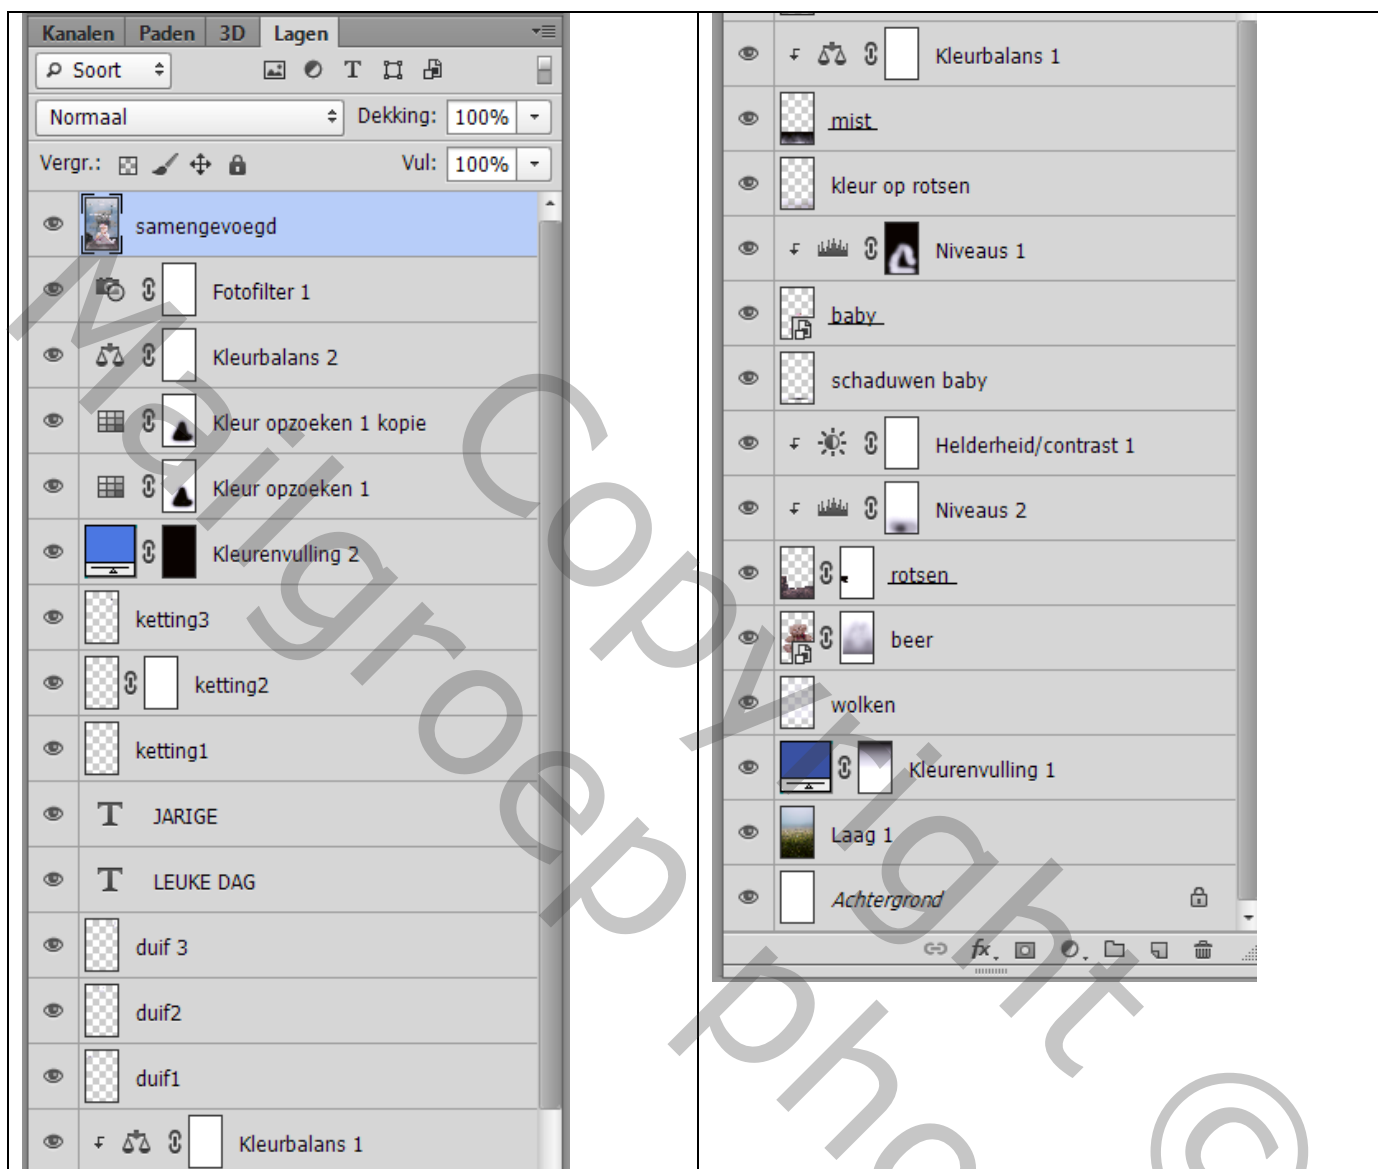 Kanalen Paden 3D Lagen
Soort
Normaal Dekking: 100%
Vergr.: Vul: 100%
samengevoegd
Fotofilter 1
Kleurbalans 2
Kleur opzoeken 1 kopie
Kleur opzoeken 1
Kleurenvulling 2
ketting3
ketting2
ketting1
T JARIGE
T LEUKE DAG
duif 3
duif2
duif1
Kleurbalans 1
Kleurbalans 1
mist
kleur op rotsen
Niveaus 1
baby
schaduwen baby
Helderheid/contrast 1
Niveaus 2
rotsen
beer
wolken
Kleurenvulling 1
Laag 1
Achtergrond
fx
Copyright ©
Mailgroep pho